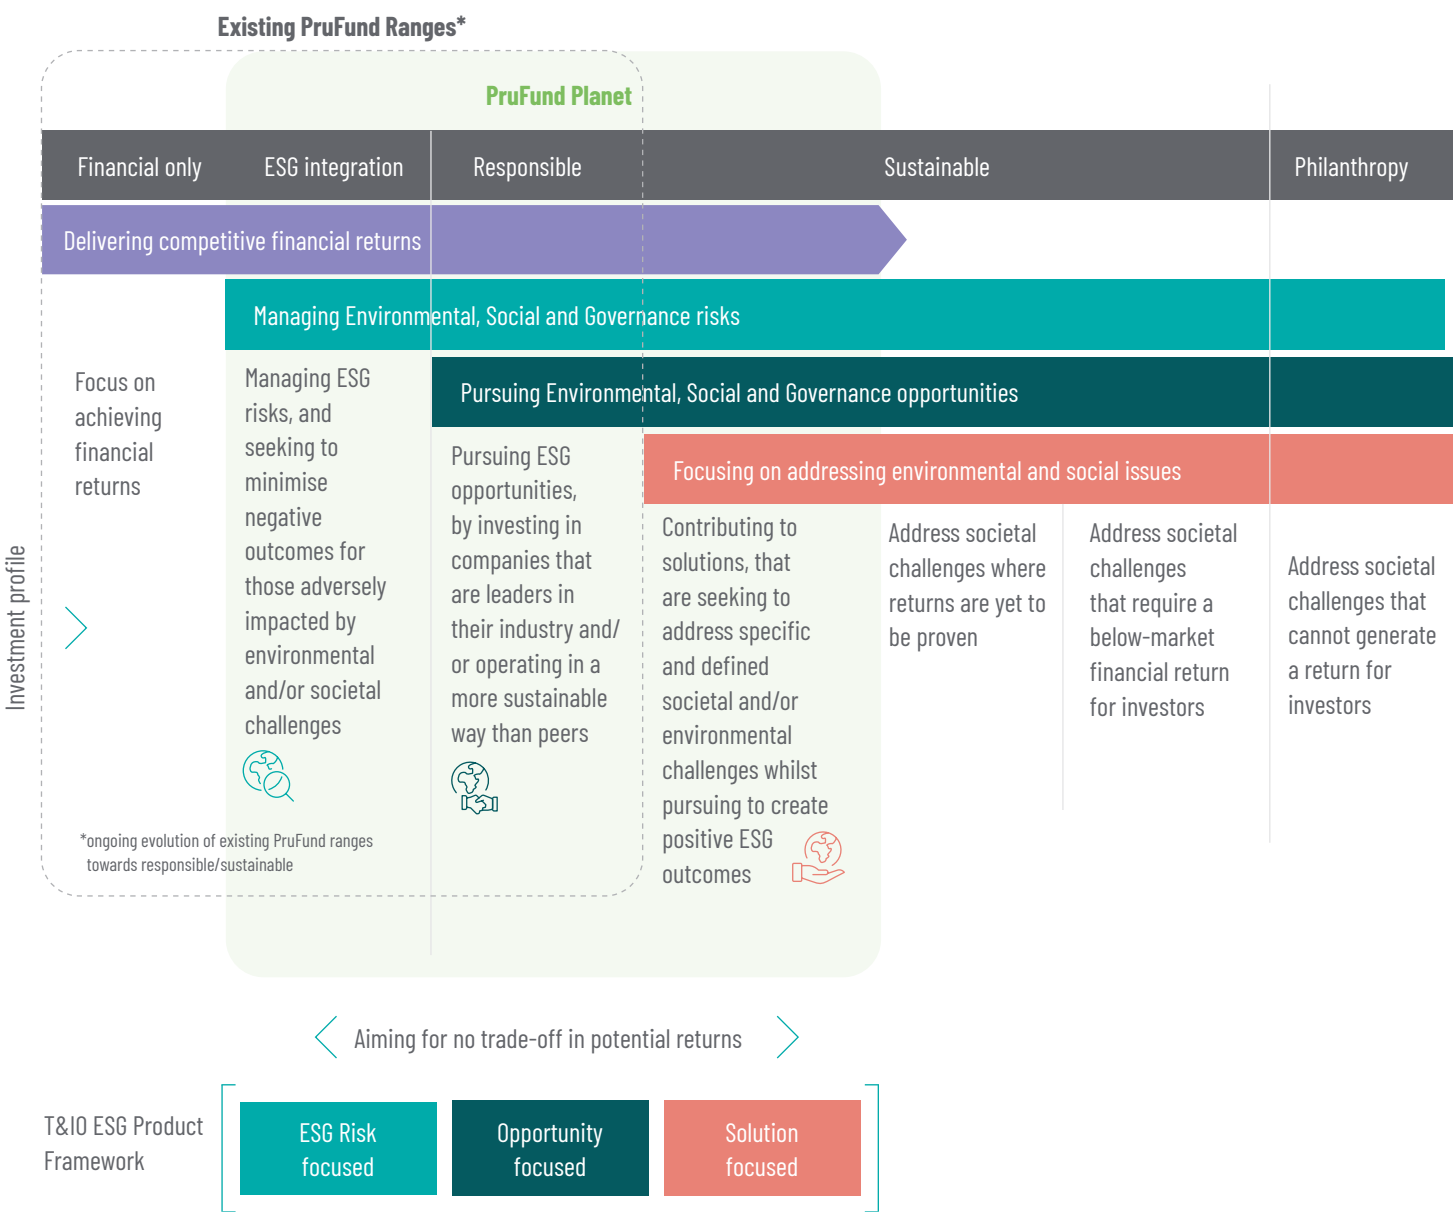 Existing PruFund Ranges*
PruFund Planet
Financial only
ESG integration
Responsible
Sustainable
Philanthropy
Delivering competitive financial returns
Managing Environmental, Social and Governance risks
Pursuing Environmental, Social and Governance opportunities
Focusing on addressing environmental and social issues
Investment profile
Focus on
achieving
financial
returns
Managing ESG
risks, and
seeking to
minimise
negative
outcomes for
those adversely
impacted by
environmental
and/or societal
challenges
Pursuing ESG
opportunities,
by investing in
companies that
are leaders in
their industry and/
or operating in a
more sustainable
way than peers
Contributing to
solutions, that
are seeking to
address specific
and defined
societal and/or
environmental
challenges whilst
pursuing to create
positive ESG
outcomes
Address societal
challenges where
returns are yet to
be proven
Address societal
challenges
that require a
below-market
financial return
for investors
Address societal
challenges that
cannot generate
a return for
investors
*ongoing evolution of existing PruFund ranges
towards responsible/sustainable
Aiming for no trade-off in potential returns
T&IO ESG Product
Framework
ESG Risk
focused
Opportunity
focused
Solution
focused